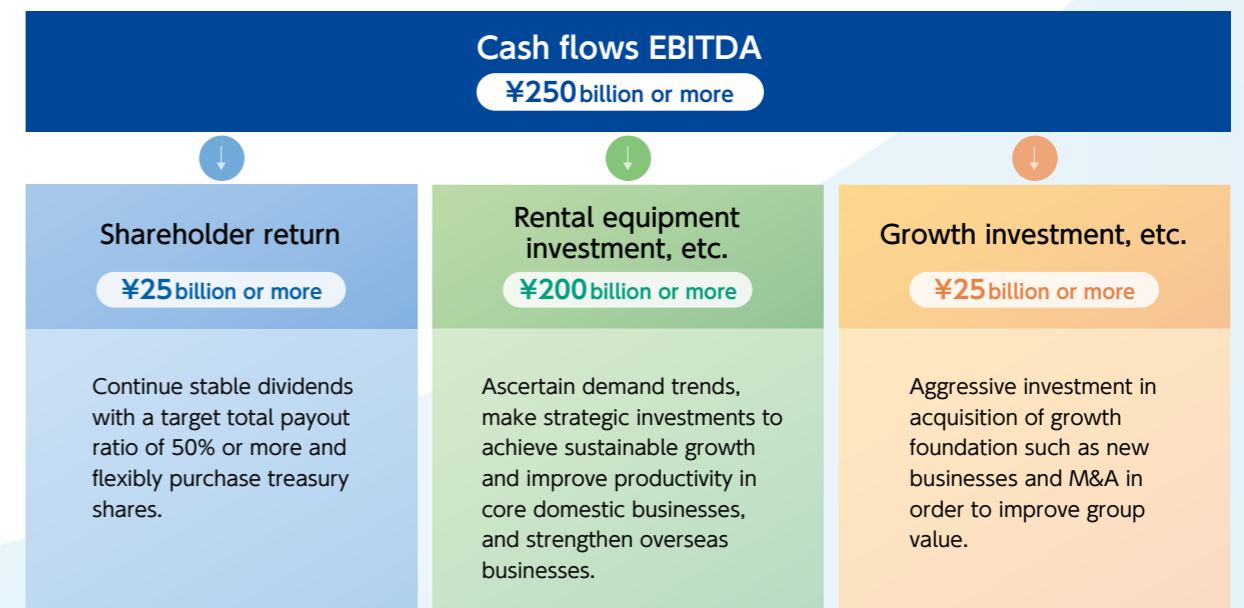 Cash flows EBITDA
¥250 billion or more
↓
↓
↓
Shareholder return
¥25 billion or more
Continue stable dividends
with a target total payout
ratio of 50% or more and
flexibly purchase treasury
shares.
Rental equipment
investment, etc.
¥200 billion or more
Ascertain demand trends,
make strategic investments to
achieve sustainable growth
and improve productivity in
core domestic businesses,
and strengthen overseas
businesses.
Growth investment, etc.
¥25 billion or more
Aggressive investment in
acquisition of growth
foundation such as new
businesses and M&A in
order to improve group
value.